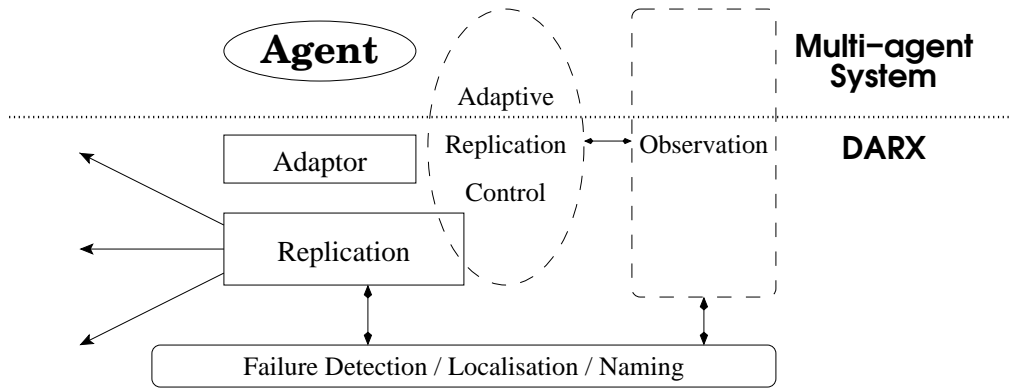 Agent
Multi-agent
System
Adaptive
Replication
Control
Observation
DARX
Adaptor
Replication
Failure Detection / Localisation / Naming